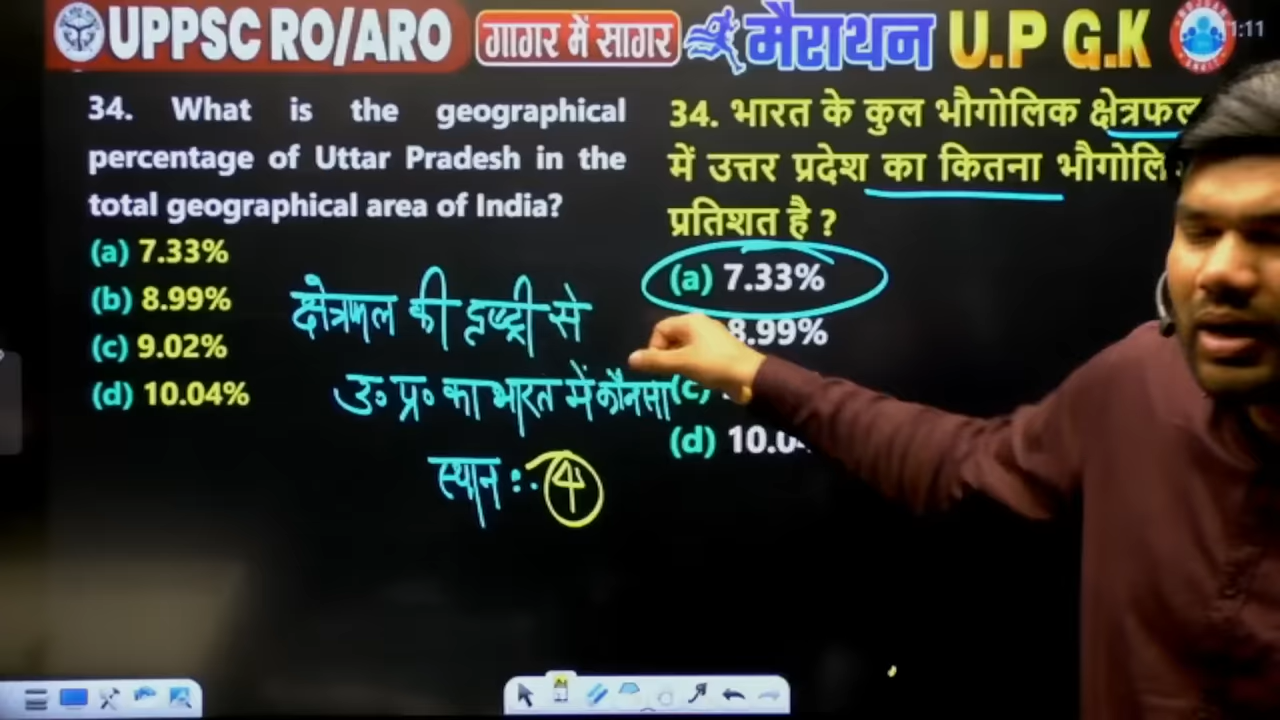 UPPSC RO/ARO गागर में सागर मैराथन U.P G.K
34. What is the geographical
percentage of Uttar Pradesh in the
total geographical area of India?
(a) 7.33%
(b) 8.99%
(c) 9.02%
(d) 10.04%
34. भारत के कुल भौगोलिक क्षेत्रफल
में उत्तर प्रदेश का कितना
प्रतिशत है ?
(a) 7.33%
8.99%
(c)
(d)
क्षेत्रफल की दृष्टी से
उ० प्र० का भारत में कौनसा
स्थान :- 4